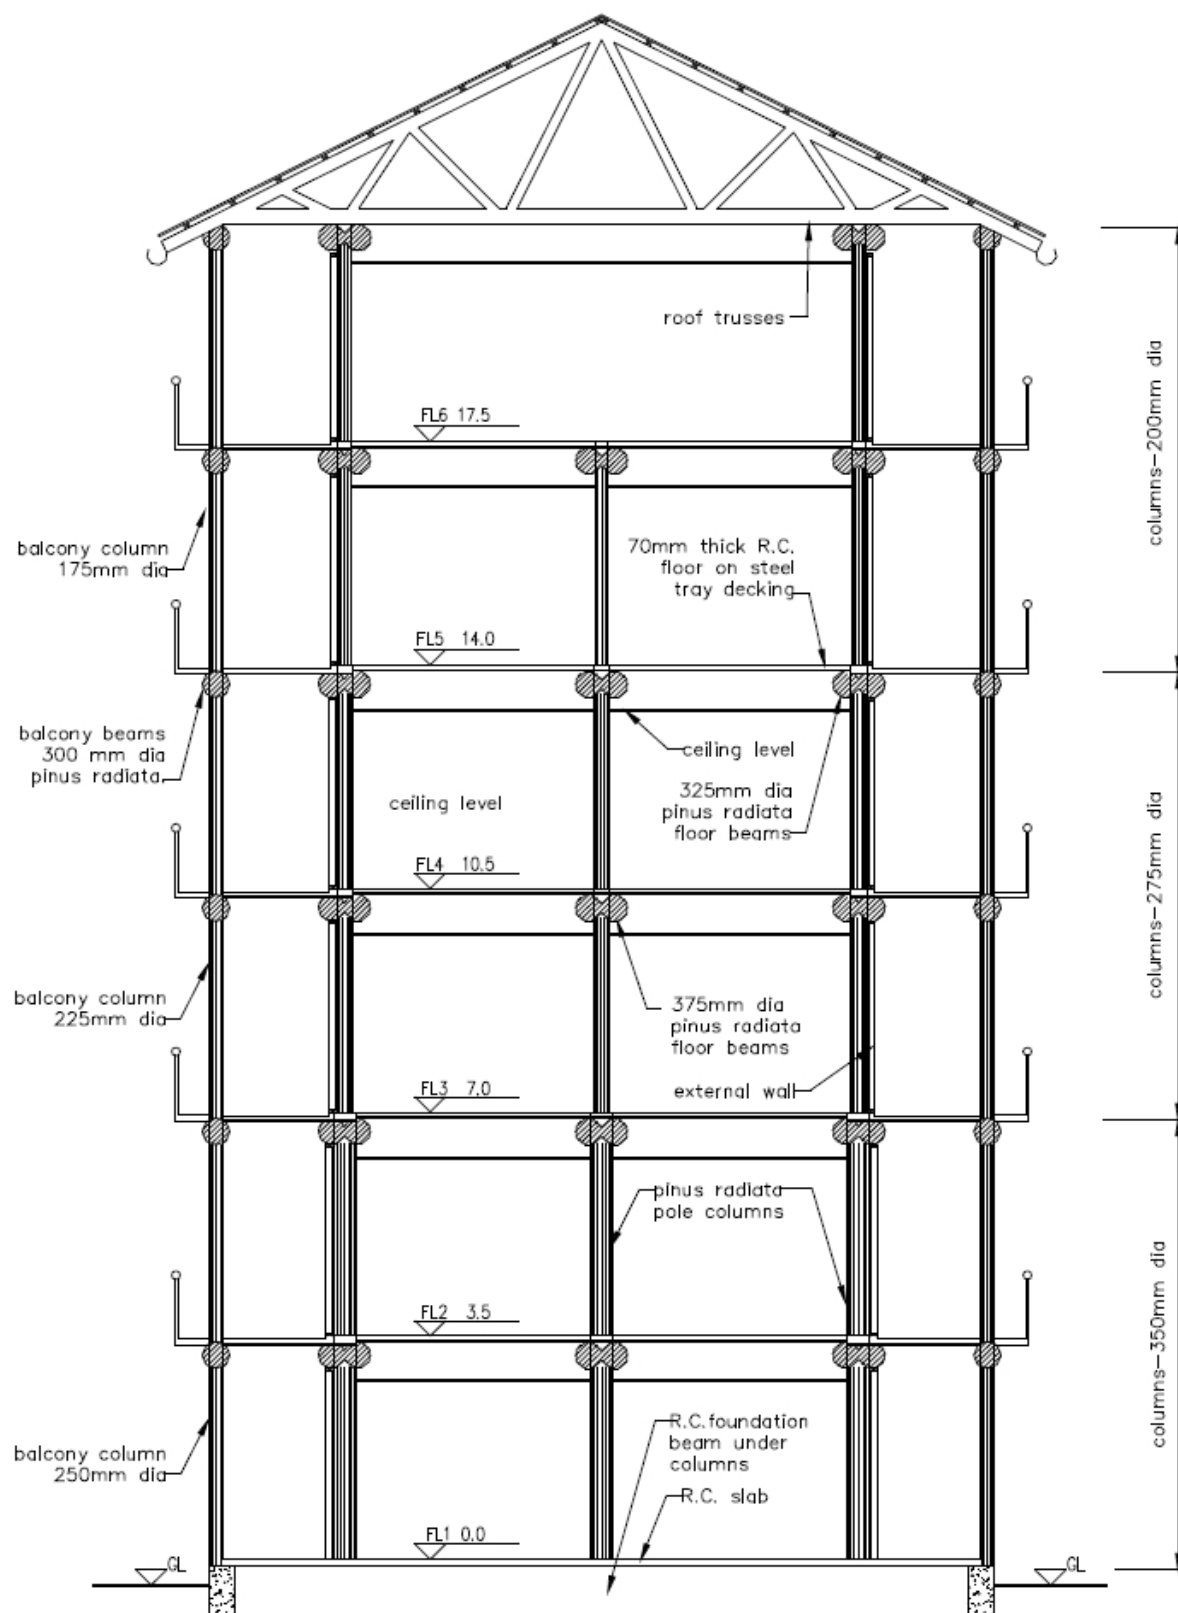 roof trusses
columns-200mm dia
FL6 17.5
balcony column
175mm dia
70mm thick R.C.
floor on steel
tray decking
FL5 14.0
balcony beams
300 mm dia
pinus radiata
ceiling level
325mm dia
pinus radiata
floor beams
ceiling level
columns-275mm dia
FL4 10.5
balcony column
225mm dia
375mm dia
pinus radiata
floor beams
external wall
FL3 7.0
pinus radiata
pole columns
columns-350mm dia
FL2 3.5
balcony column
250mm dia
R.C. foundation
beam under
columns
R.C. slab
FL1 0.0
GL
GL